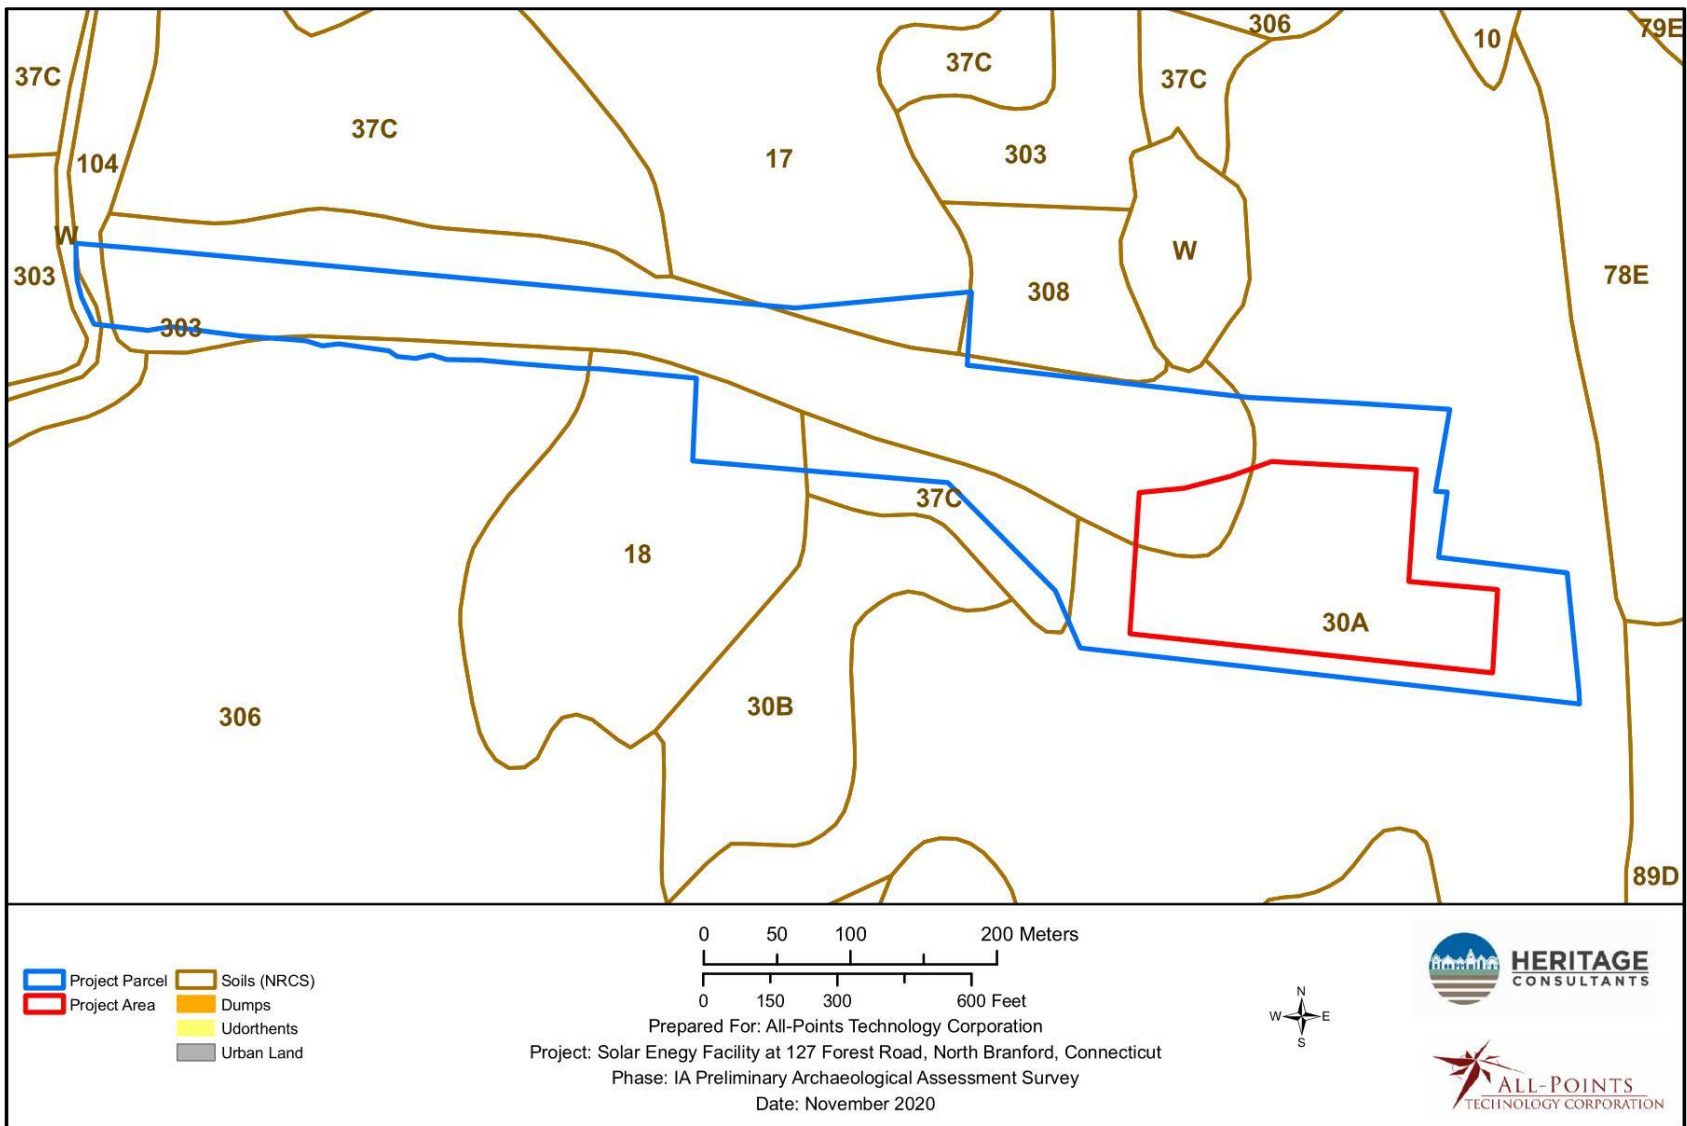 306
79E
10
37C
37C
37C
37C
104
17
303
W
W
303
308
78E
303
37C
18
30A
306
30B
89D
0 50 100 200 Meters
0 150 300 600 Feet
Project Parcel
Project Area
Soils (NRCS)
Dumps
Udorthents
Urban Land
Prepared For: All-Points Technology Corporation
Project: Solar Enegy Facility at 127 Forest Road, North Branford, Connecticut
Phase: IA Preliminary Archaeological Assessment Survey
Date: November 2020
N
W E
S
HERITAGE
CONSULTANTS
ALL-POINTS
TECHNOLOGY CORPORATION